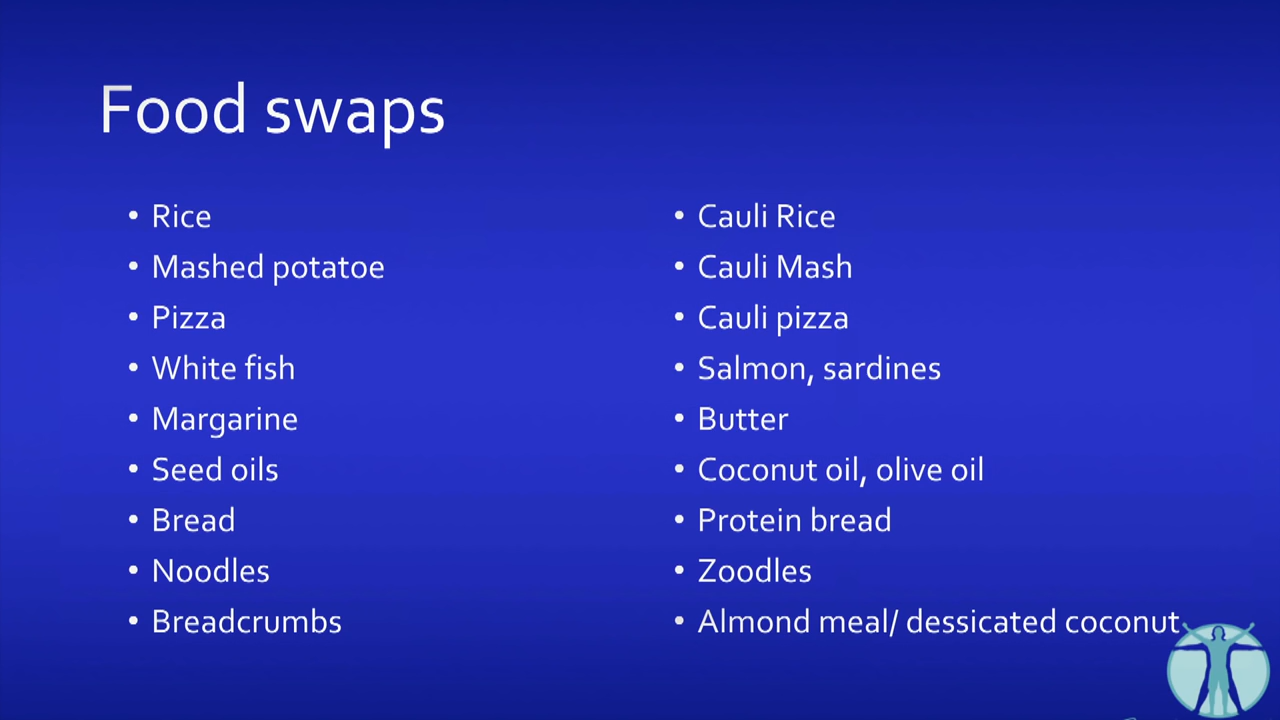 Food swaps
• Rice
• Mashed potatoe
• Pizza
• White fish
• Margarine
• Seed oils
• Bread
• Noodles
• Breadcrumbs
• Cauli Rice
• Cauli Mash
• Cauli pizza
• Salmon, sardines
• Butter
• Coconut oil, olive oil
• Protein bread
• Zoodles
• Almond meal/ dessicated coconut